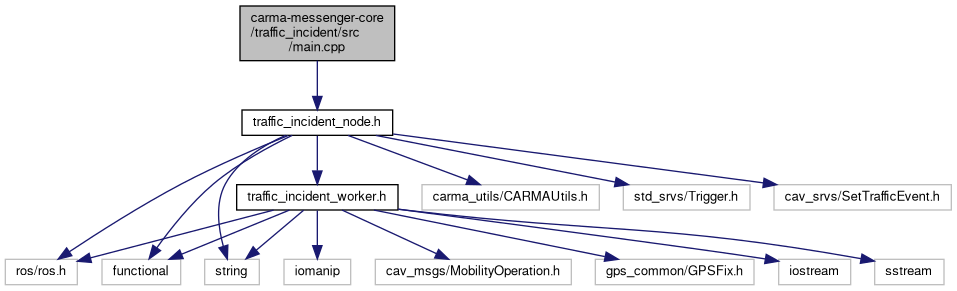 carma-messenger-core
/traffic_incident/src
/main.cpp
traffic_incident_node.h
traffic_incident_worker.h
carma_utils/CARMAUtils.h
std_srvs/Trigger.h
cav_srvs/SetTrafficEvent.h
ros/ros.h
functional
string
iomanip
cav_msgs/MobilityOperation.h
gps_common/GPSFix.h
iostream
sstream